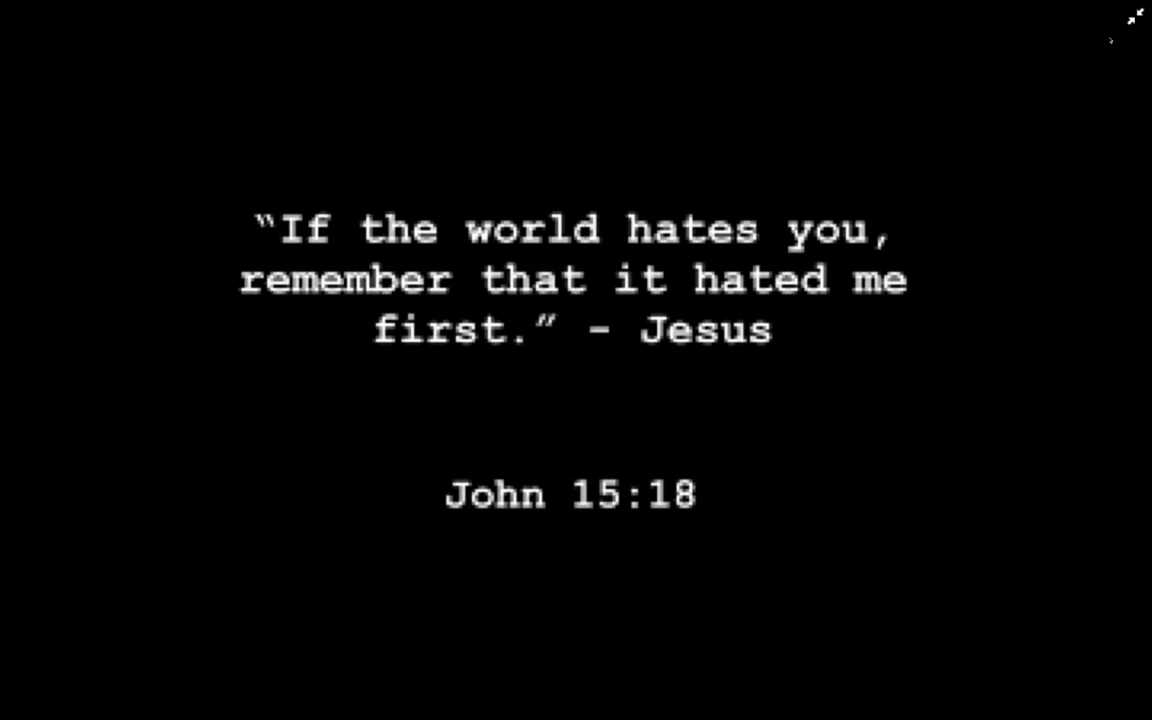 “If the world hates you,
remember that it hated me
first.” - Jesus
John 15:18